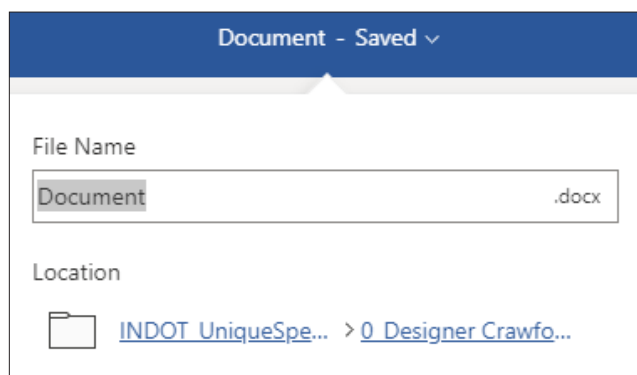 Document - Saved
File Name
Document .docx
Location
INDOT_UniqueSpe... > 0_Designer Crawfo...